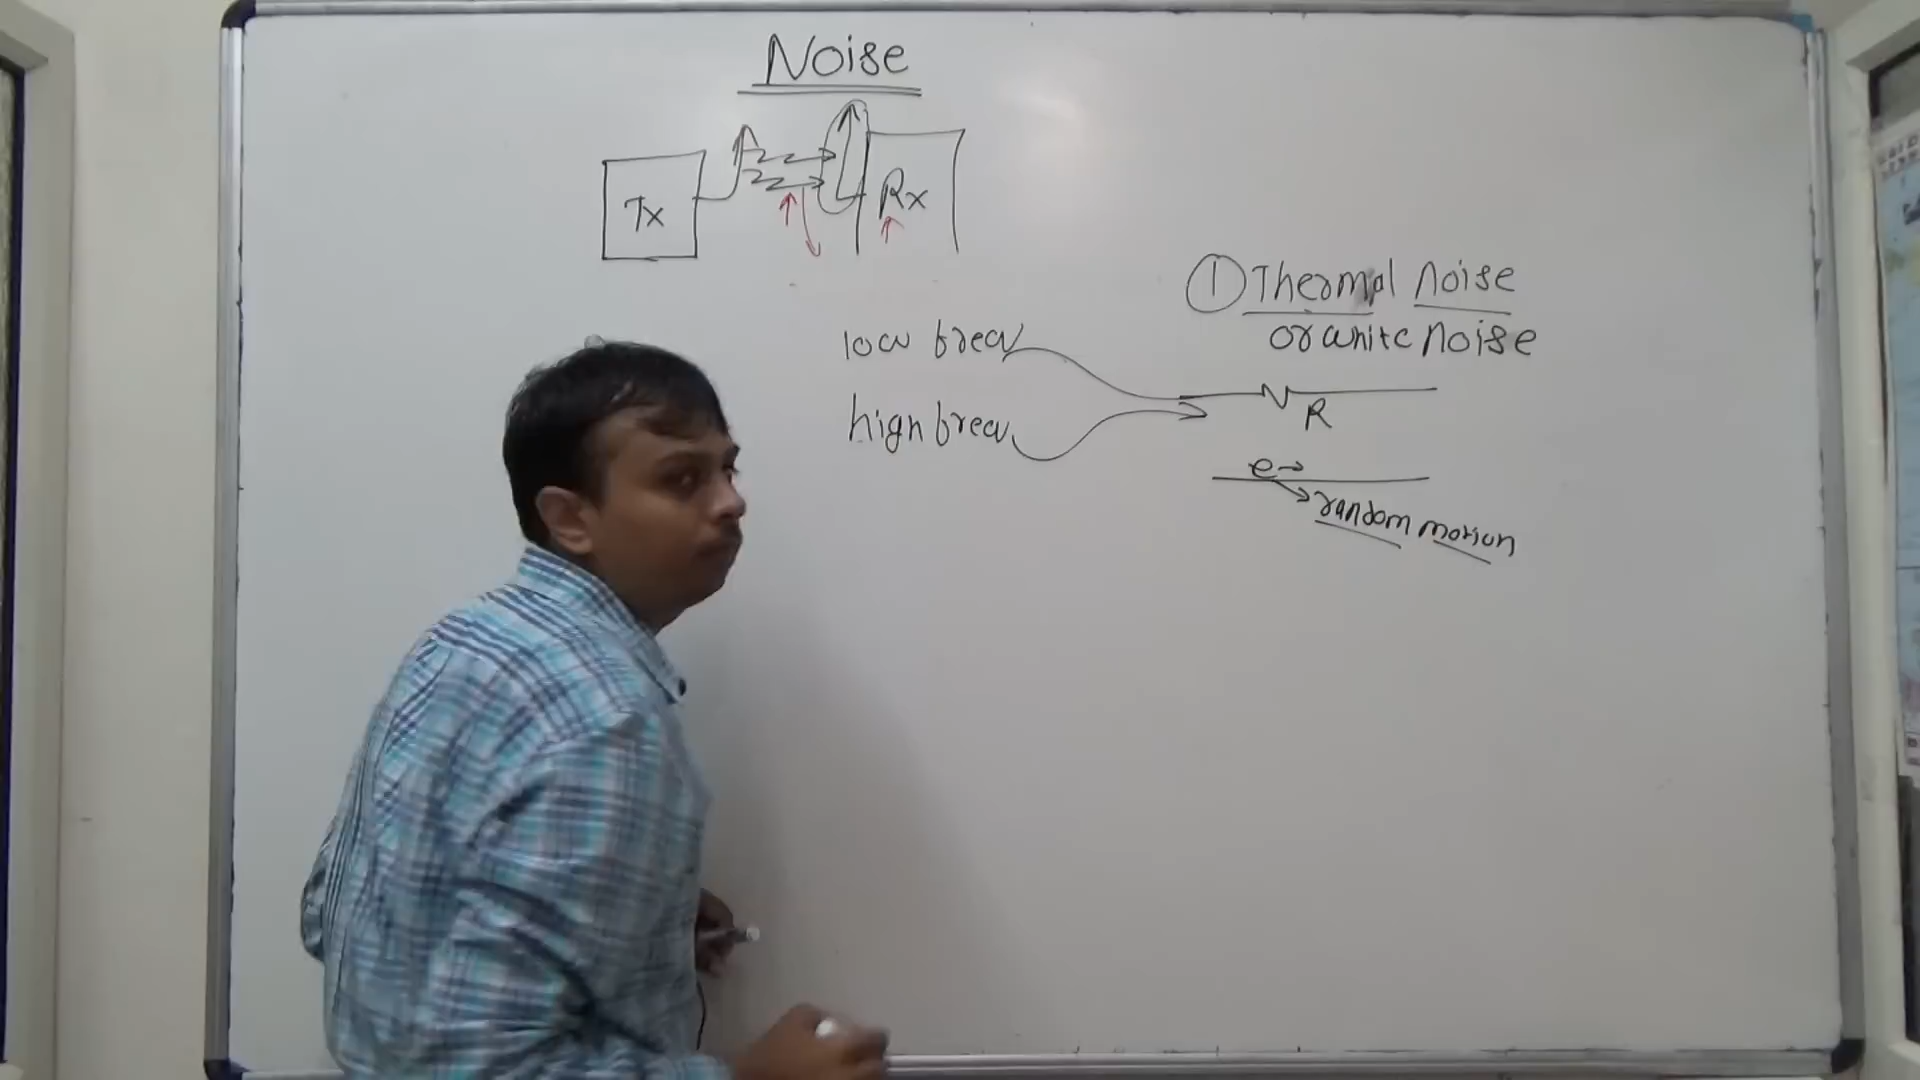 Noise
Tx
Rx
① Thermal Noise
or white Noise
low freq
high freq
R
e
random motion